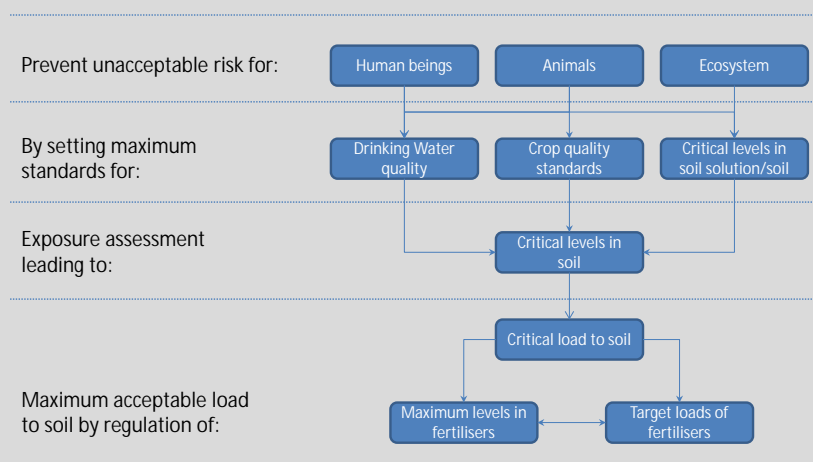 Prevent unacceptable risk for:
Human beings
Animals
Ecosystem
By setting maximum
standards for:
Drinking Water
quality
Crop quality
standards
Critical levels in
soil solution/soil
Exposure assessment
leading to:
Critical levels in
soil
Critical load to soil
Maximum acceptable load
to soil by regulation of:
Maximum levels in
fertilisers
Target loads of
fertilisers